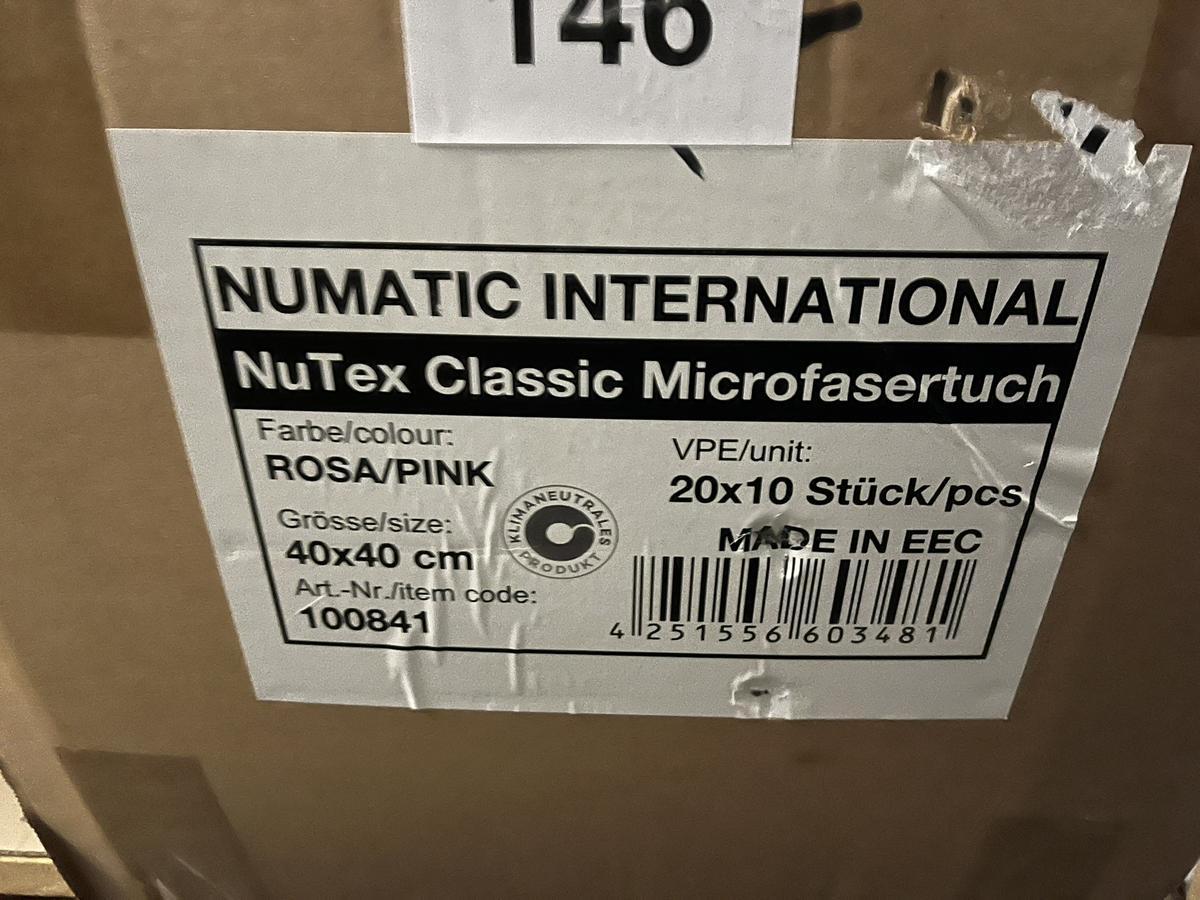 146
NUMATIC INTERNATIONAL
NuTex Classic Microfasertuch
Farbe/colour:
ROSA/PINK
Grösse/size:
40x40 cm
Art.-Nr./item code:
100841
KLIMANEUTRALES
PRODUKT
VPE/unit:
20x10 Stück/pcs
MADE IN EEC
4 251556 603481